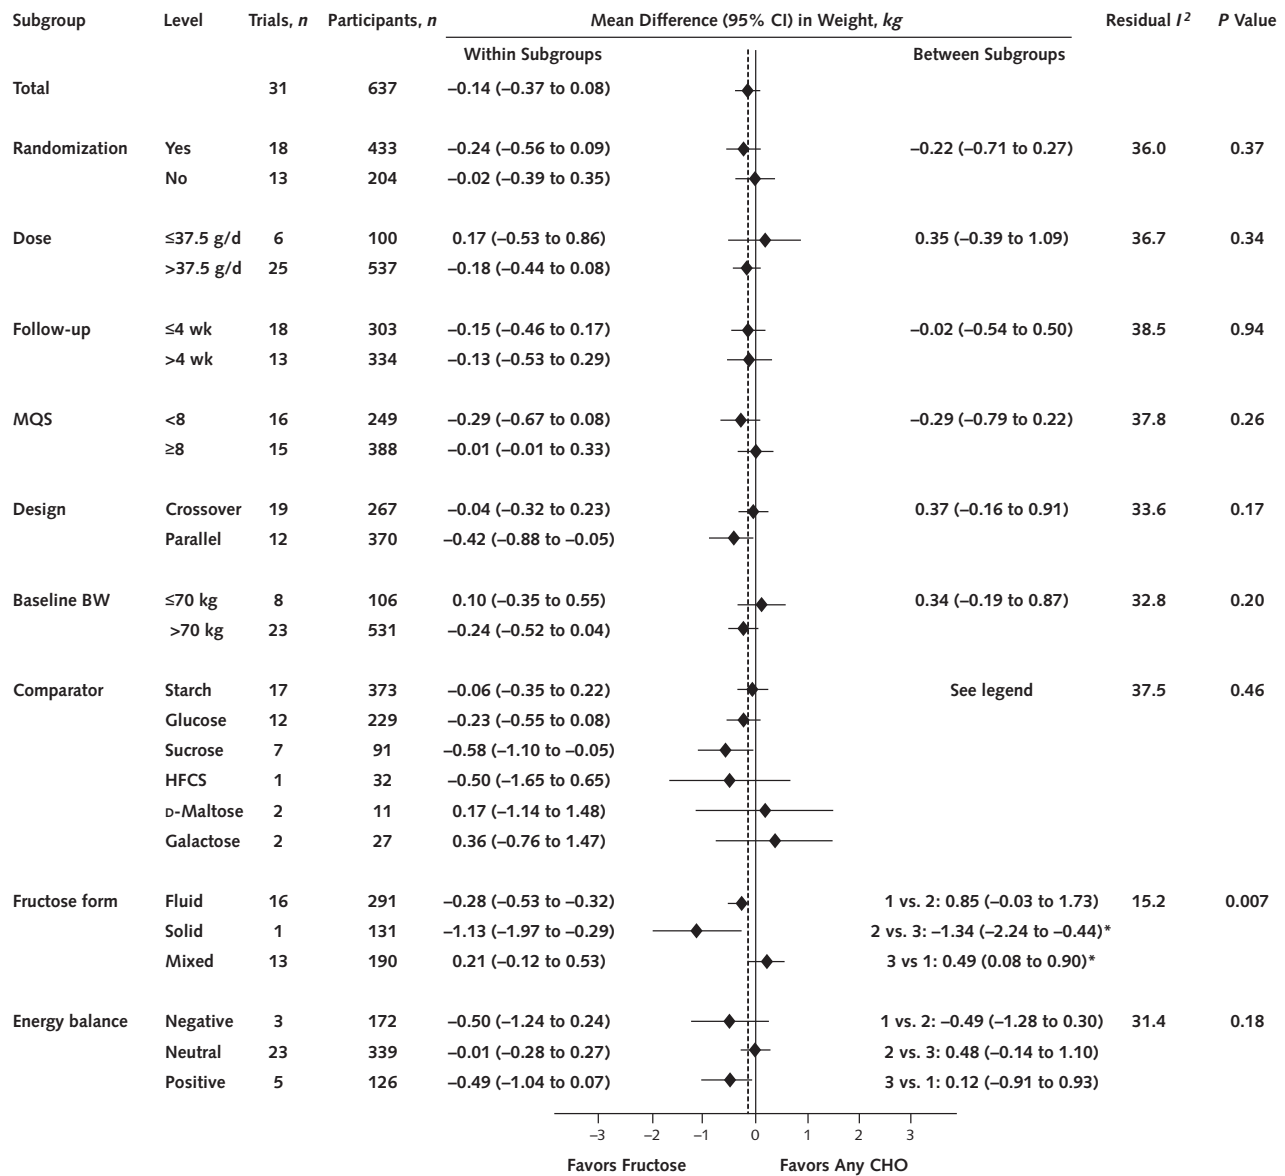 Subgroup Level Trials, n Participants, n Mean Difference (95% CI) in Weight, kg Residual I² P Value
Within Subgroups Between Subgroups
Total 31 637 –0.14 (–0.37 to 0.08)
Randomization Yes 18 433 –0.24 (–0.56 to 0.09) –0.22 (–0.71 to 0.27) 36.0 0.37
No 13 204 –0.02 (–0.39 to 0.35)
Dose ≤37.5 g/d 6 100 0.17 (–0.53 to 0.86) 0.35 (–0.39 to 1.09) 36.7 0.34
>37.5 g/d 25 537 –0.18 (–0.44 to 0.08)
Follow-up ≤4 wk 18 303 –0.15 (–0.46 to 0.17) –0.02 (–0.54 to 0.50) 38.5 0.94
>4 wk 13 334 –0.13 (–0.53 to 0.29)
MQS <8 16 249 –0.29 (–0.67 to 0.08) –0.29 (–0.79 to 0.22) 37.8 0.26
≥8 15 388 –0.01 (–0.01 to 0.33)
Design Crossover 19 267 –0.04 (–0.32 to 0.23) 0.37 (–0.16 to 0.91) 33.6 0.17
Parallel 12 370 –0.42 (–0.88 to –0.05)
Baseline BW ≤70 kg 8 106 0.10 (–0.35 to 0.55) 0.34 (–0.19 to 0.87) 32.8 0.20
>70 kg 23 531 –0.24 (–0.52 to 0.04)
Comparator Starch 17 373 –0.06 (–0.35 to 0.22) See legend 37.5 0.46
Glucose 12 229 –0.23 (–0.55 to 0.08)
Sucrose 7 91 –0.58 (–1.10 to –0.05)
HFCS 1 32 –0.50 (–1.65 to 0.65)
D-Maltose 2 11 0.17 (–1.14 to 1.48)
Galactose 2 27 0.36 (–0.76 to 1.47)
Fructose form Fluid 16 291 –0.28 (–0.53 to –0.32) 1 vs. 2: 0.85 (–0.03 to 1.73) 15.2 0.007
Solid 1 131 –1.13 (–1.97 to –0.29) 2 vs. 3: –1.34 (–2.24 to –0.44)*
Mixed 13 190 0.21 (–0.12 to 0.53) 3 vs 1: 0.49 (0.08 to 0.90)*
Energy balance Negative 3 172 –0.50 (–1.24 to 0.24) 1 vs. 2: –0.49 (–1.28 to 0.30) 31.4 0.18
Neutral 23 339 –0.01 (–0.28 to 0.27) 2 vs. 3: 0.48 (–0.14 to 1.10)
Positive 5 126 –0.49 (–1.04 to 0.07) 3 vs. 1: 0.12 (–0.91 to 0.93)
–3 –2 –1 0 1 2 3
Favors Fructose Favors Any CHO